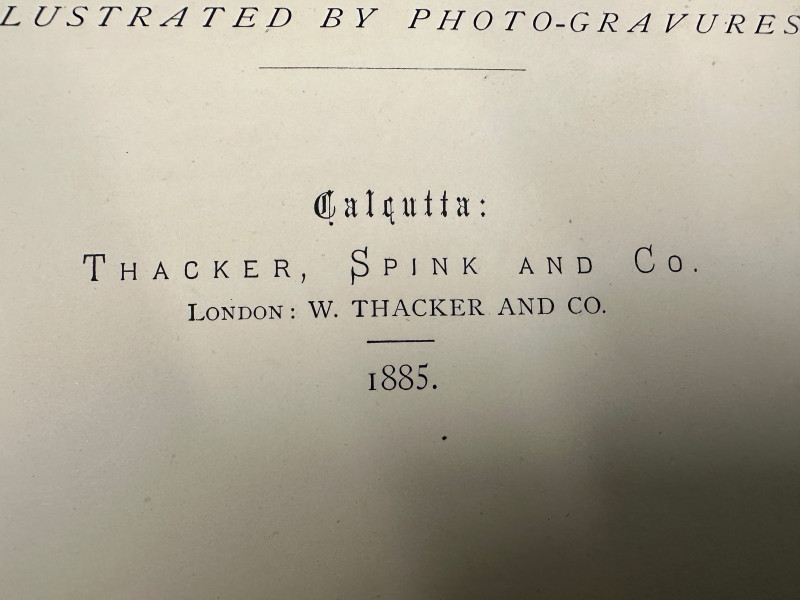 LUSTRATED BY PHOTO-GRAVURES
Calcutta:
THACKER, SPINK AND CO.
LONDON: W. THACKER AND CO.
1885.